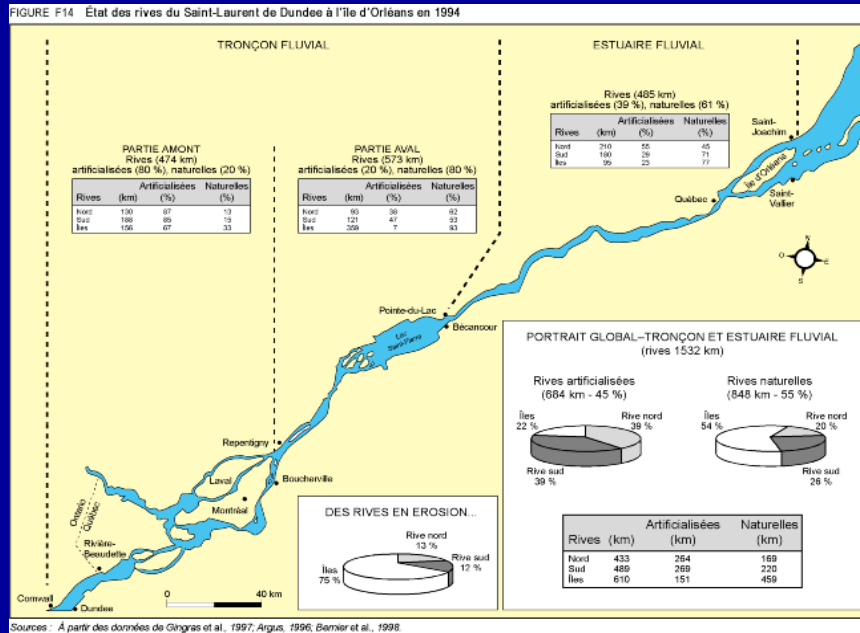 FIGURE F14 État des rives du Saint-Laurent de Dundee à l'île d'Orléans en 1994
TRONÇON FLUVIAL
ESTUAIRE FLUVIAL
Rives (485 km)
artificialisées (39 %), naturelles (61 %)
Artificialisées Naturelles
Rives (km) (%) (%)
Nord 210 55 45
Sud 180 29 71
Îles 95 23 77
PARTIE AMONT
Rives (474 km)
artificialisées (80 %), naturelles (20 %)
Artificialisées Naturelles
Rives (km) (%) (%)
Nord 130 87 13
Sud 188 85 15
Îles 156 67 33
PARTIE AVAL
Rives (573 km)
artificialisées (20 %), naturelles (80 %)
Artificialisées Naturelles
Rives (km) (%) (%)
Nord 93 38 62
Sud 121 47 53
Îles 359 7 93
Saint-
Joachim
Île d'Orléans
Québec
Saint-
Vallier
N
O E
S
Pointe-du-Lac
Bécancour
Lac
Saint-Pierre
Repentigny
Laval
Boucherville
Montréal
Ontario
Québec
Rivière-
Beaudette
Cornwall
Dundee
0 40 km
DES RIVES EN EROSION...
Rive nord
13 %
Rive sud
12 %
Îles
75 %
PORTRAIT GLOBAL–TRONÇON ET ESTUAIRE FLUVIAL
(rives 1532 km)
Rives artificialisées
(684 km - 45 %)
Îles
22 %
Rive nord
39 %
Rive sud
39 %
Rives naturelles
(848 km - 55 %)
Îles
54 %
Rive nord
20 %
Rive sud
26 %
Artificialisées Naturelles
Rives (km) (km) (km)
Nord 433 264 169
Sud 489 269 220
Îles 610 151 459
Sources : À partir des données de Gingras et al., 1997; Argus, 1996; Bernier et al., 1998.